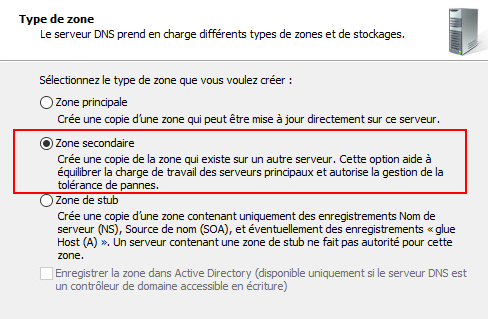 Type de zone
Le serveur DNS prend en charge différents types de zones et de stockages.
Sélectionnez le type de zone que vous voulez créer :
Zone principale
Crée une copie d'une zone qui peut être mise à jour directement sur ce serveur.
Zone secondaire
Crée une copie de la zone qui existe sur un autre serveur. Cette option aide à
équilibrer la charge de travail des serveurs principaux et autorise la gestion de la
tolérance de pannes.
Zone de stub
Crée une copie d'une zone contenant uniquement des enregistrements Nom de
serveur (NS), Source de nom (SOA), et éventuellement des enregistrements « glue
Host (A) ». Un serveur contenant une zone de stub ne fait pas autorité pour cette
zone.
Enregistrer la zone dans Active Directory (disponible uniquement si le serveur DNS est
un contrôleur de domaine accessible en écriture)